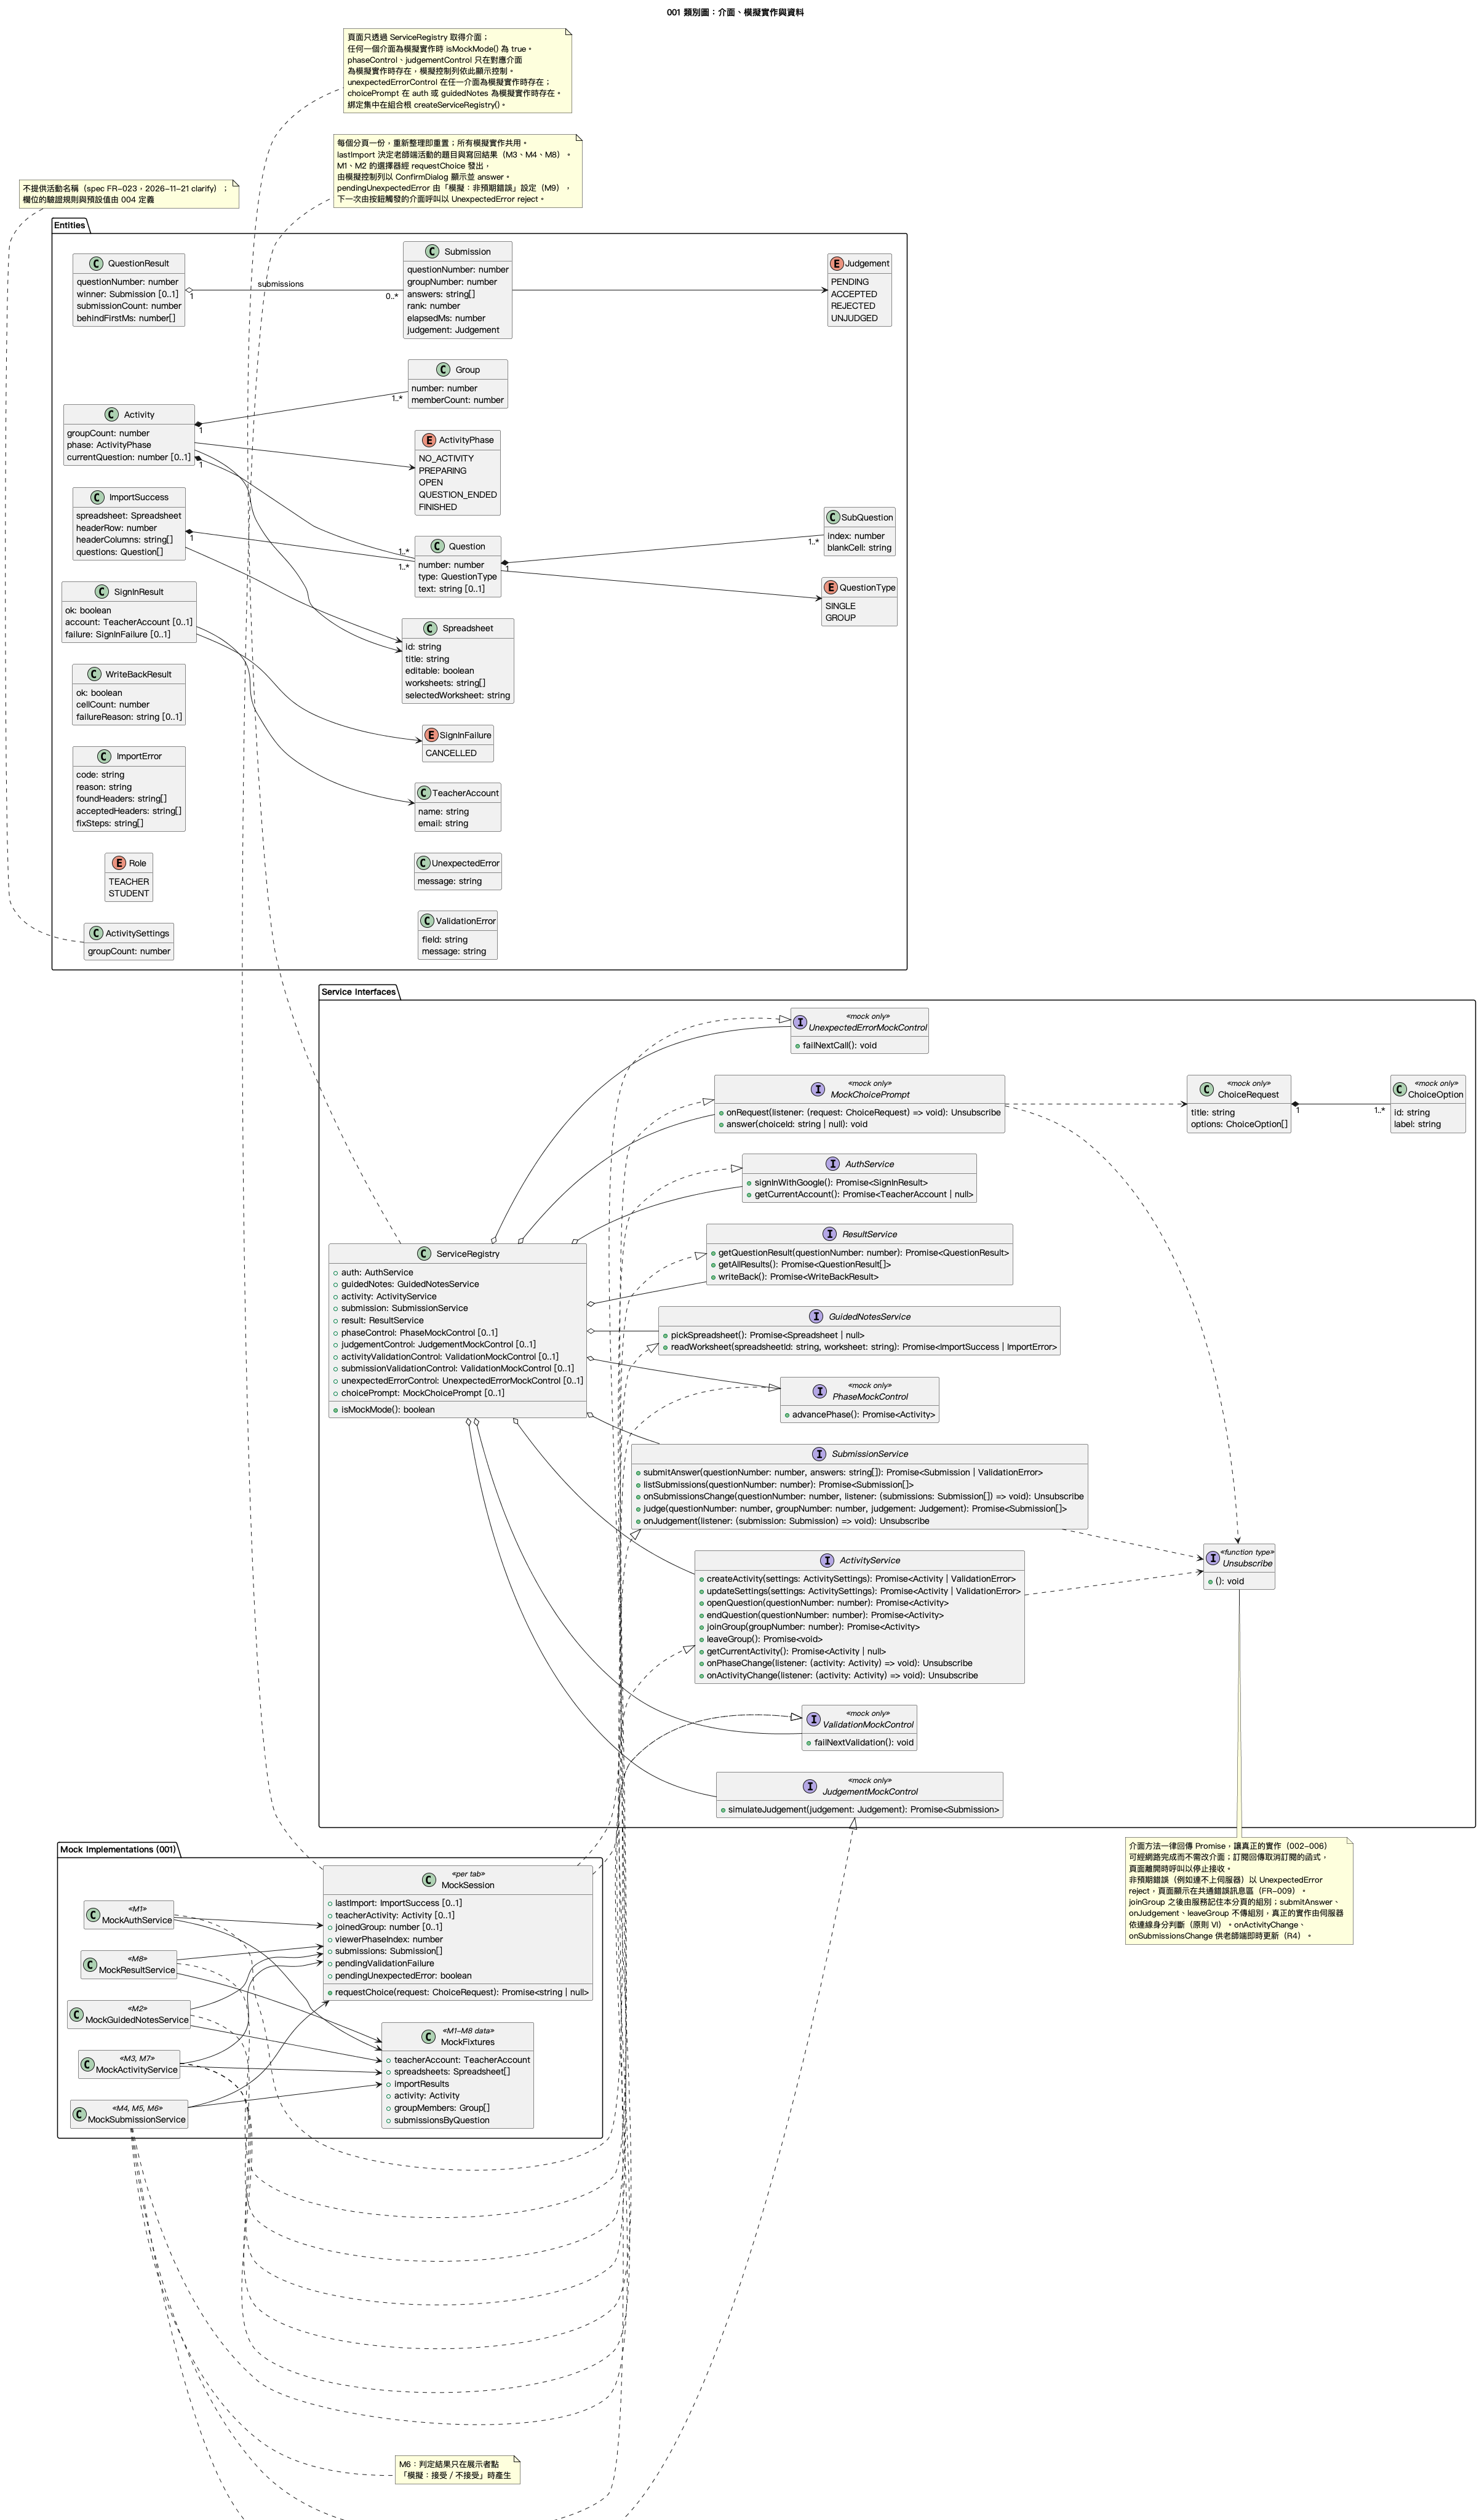 001 類別圖：介面、模擬實作與資料
頁面只透過 ServiceRegistry 取得介面；
任何一個介面為模擬實作時 isMockMode() 為 true。
phaseControl、judgementControl 只在對應介面
為模擬實作時存在，模擬控制列依此顯示控制。
unexpectedErrorControl 在任一介面為模擬實作時存在；
choicePrompt 在 auth 或 guidedNotes 為模擬實作時存在。
綁定集中在組合根 createServiceRegistry()。
每個分頁一份，重新整理即重置；所有模擬實作共用。
lastImport 決定老師端活動的題目與寫回結果（M3、M4、M8）。
M1、M2 的選擇器經 requestChoice 發出，
由模擬控制列以 ConfirmDialog 顯示並 answer。
pendingUnexpectedError 由「模擬：非預期錯誤」設定（M9），
下一次由按鈕觸發的介面呼叫以 UnexpectedError reject。
不提供活動名稱（spec FR-023，2026-11-21 clarify）；
欄位的驗證規則與預設值由 004 定義
Entities
QuestionResult
questionNumber: number
winner: Submission [0..1]
submissionCount: number
behindFirstMs: number[]
1
submissions
0..*
Submission
questionNumber: number
groupNumber: number
answers: string[]
rank: number
elapsedMs: number
judgement: Judgement
Judgement
PENDING
ACCEPTED
REJECTED
UNJUDGED
Group
number: number
memberCount: number
1..*
Activity
groupCount: number
phase: ActivityPhase
currentQuestion: number [0..1]
1
1
ActivityPhase
NO_ACTIVITY
PREPARING
OPEN
QUESTION_ENDED
FINISHED
ImportSuccess
spreadsheet: Spreadsheet
headerRow: number
headerColumns: string[]
questions: Question[]
1
1..*
1..*
Question
number: number
type: QuestionType
text: string [0..1]
1
1..*
SubQuestion
index: number
blankCell: string
QuestionType
SINGLE
GROUP
SignInResult
ok: boolean
account: TeacherAccount [0..1]
failure: SignInFailure [0..1]
Spreadsheet
id: string
title: string
editable: boolean
worksheets: string[]
selectedWorksheet: string
WriteBackResult
ok: boolean
cellCount: number
failureReason: string [0..1]
SignInFailure
CANCELLED
ImportError
code: string
reason: string
foundHeaders: string[]
acceptedHeaders: string[]
fixSteps: string[]
TeacherAccount
name: string
email: string
Role
TEACHER
STUDENT
UnexpectedError
message: string
ActivitySettings
groupCount: number
ValidationError
field: string
message: string
Service Interfaces
«mock only»
UnexpectedErrorMockControl
failNextCall(): void
«mock only»
MockChoicePrompt
onRequest(listener: (request: ChoiceRequest) => void): Unsubscribe
answer(choiceId: string | null): void
«mock only»
ChoiceRequest
title: string
options: ChoiceOption[]
1
1..*
«mock only»
ChoiceOption
id: string
label: string
AuthService
signInWithGoogle(): Promise<SignInResult>
getCurrentAccount(): Promise<TeacherAccount | null>
ResultService
getQuestionResult(questionNumber: number): Promise<QuestionResult>
getAllResults(): Promise<QuestionResult[]>
writeBack(): Promise<WriteBackResult>
ServiceRegistry
auth: AuthService
guidedNotes: GuidedNotesService
activity: ActivityService
submission: SubmissionService
result: ResultService
phaseControl: PhaseMockControl [0..1]
judgementControl: JudgementMockControl [0..1]
activityValidationControl: ValidationMockControl [0..1]
submissionValidationControl: ValidationMockControl [0..1]
unexpectedErrorControl: UnexpectedErrorMockControl [0..1]
choicePrompt: MockChoicePrompt [0..1]
isMockMode(): boolean
GuidedNotesService
pickSpreadsheet(): Promise<Spreadsheet | null>
readWorksheet(spreadsheetId: string, worksheet: string): Promise<ImportSuccess | ImportError>
«mock only»
PhaseMockControl
advancePhase(): Promise<Activity>
SubmissionService
submitAnswer(questionNumber: number, answers: string[]): Promise<Submission | ValidationError>
listSubmissions(questionNumber: number): Promise<Submission[]>
onSubmissionsChange(questionNumber: number, listener: (submissions: Submission[]) => void): Unsubscribe
judge(questionNumber: number, groupNumber: number, judgement: Judgement): Promise<Submission[]>
onJudgement(listener: (submission: Submission) => void): Unsubscribe
ActivityService
createActivity(settings: ActivitySettings): Promise<Activity | ValidationError>
updateSettings(settings: ActivitySettings): Promise<Activity | ValidationError>
openQuestion(questionNumber: number): Promise<Activity>
endQuestion(questionNumber: number): Promise<Activity>
joinGroup(groupNumber: number): Promise<Activity>
leaveGroup(): Promise<void>
getCurrentActivity(): Promise<Activity | null>
onPhaseChange(listener: (activity: Activity) => void): Unsubscribe
onActivityChange(listener: (activity: Activity) => void): Unsubscribe
«function type»
Unsubscribe
(): void
«mock only»
ValidationMockControl
failNextValidation(): void
«mock only»
JudgementMockControl
simulateJudgement(judgement: Judgement): Promise<Submission>
介面方法一律回傳 Promise，讓真正的實作（002–006）
可經網路完成而不需改介面；訂閱回傳取消訂閱的函式，
頁面離開時呼叫以停止接收。
非預期錯誤（例如連不上伺服器）以 UnexpectedError
reject，頁面顯示在共通錯誤訊息區（FR-009）。
joinGroup 之後由服務記住本分頁的組別；submitAnswer、
onJudgement、leaveGroup 不傳組別，真正的實作由伺服器
依連線身分判斷（原則 VI）。onActivityChange、
onSubmissionsChange 供老師端即時更新（R4）。
Mock Implementations (001)
«M1»
MockAuthService
«M8»
MockResultService
«M2»
MockGuidedNotesService
«M3, M7»
MockActivityService
«M4, M5, M6»
MockSubmissionService
«per tab»
MockSession
lastImport: ImportSuccess [0..1]
teacherActivity: Activity [0..1]
joinedGroup: number [0..1]
viewerPhaseIndex: number
submissions: Submission[]
pendingValidationFailure
pendingUnexpectedError: boolean
requestChoice(request: ChoiceRequest): Promise<string | null>
«M1–M8 data»
MockFixtures
teacherAccount: TeacherAccount
spreadsheets: Spreadsheet[]
importResults
activity: Activity
groupMembers: Group[]
submissionsByQuestion
M6：判定結果只在展示者點
「模擬：接受 / 不接受」時產生